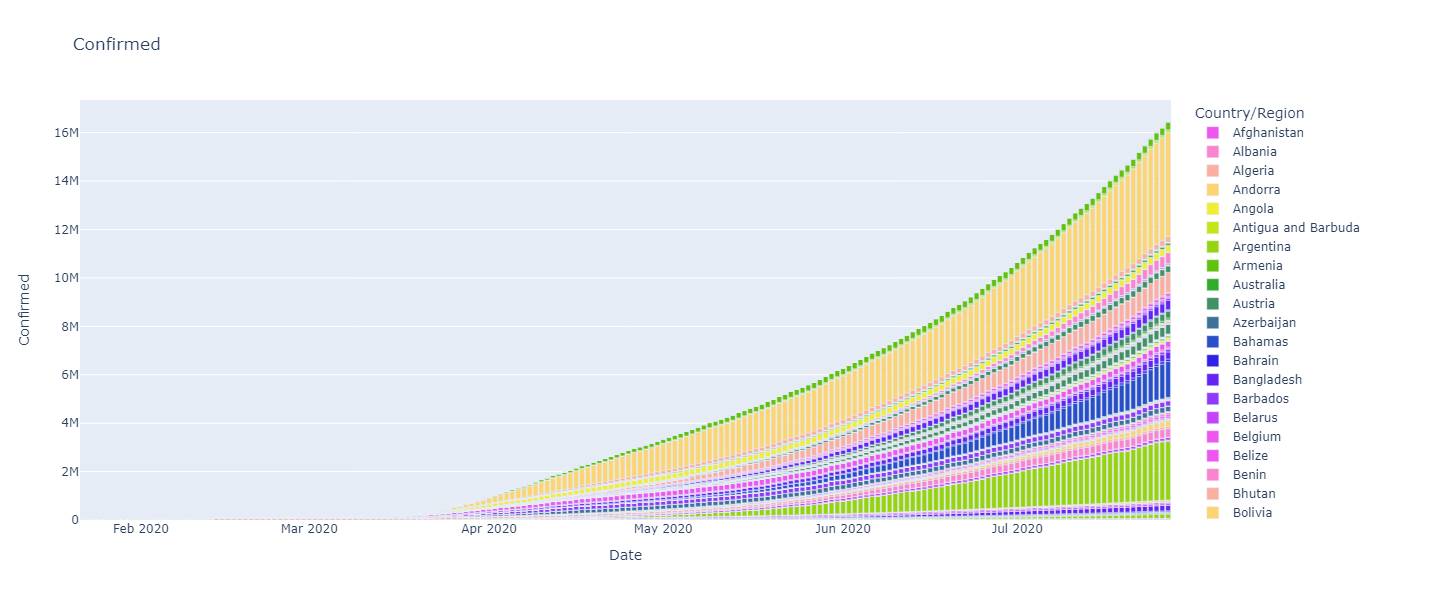 Confirmed
Confirmed
16M
14M
12M
10M
8M
6M
4M
2M
0
Feb 2020
Mar 2020
Apr 2020
May 2020
Jun 2020
Jul 2020
Date
Country/Region
Afghanistan
Albania
Algeria
Andorra
Angola
Antigua and Barbuda
Argentina
Armenia
Australia
Austria
Azerbaijan
Bahamas
Bahrain
Bangladesh
Barbados
Belarus
Belgium
Belize
Benin
Bhutan
Bolivia